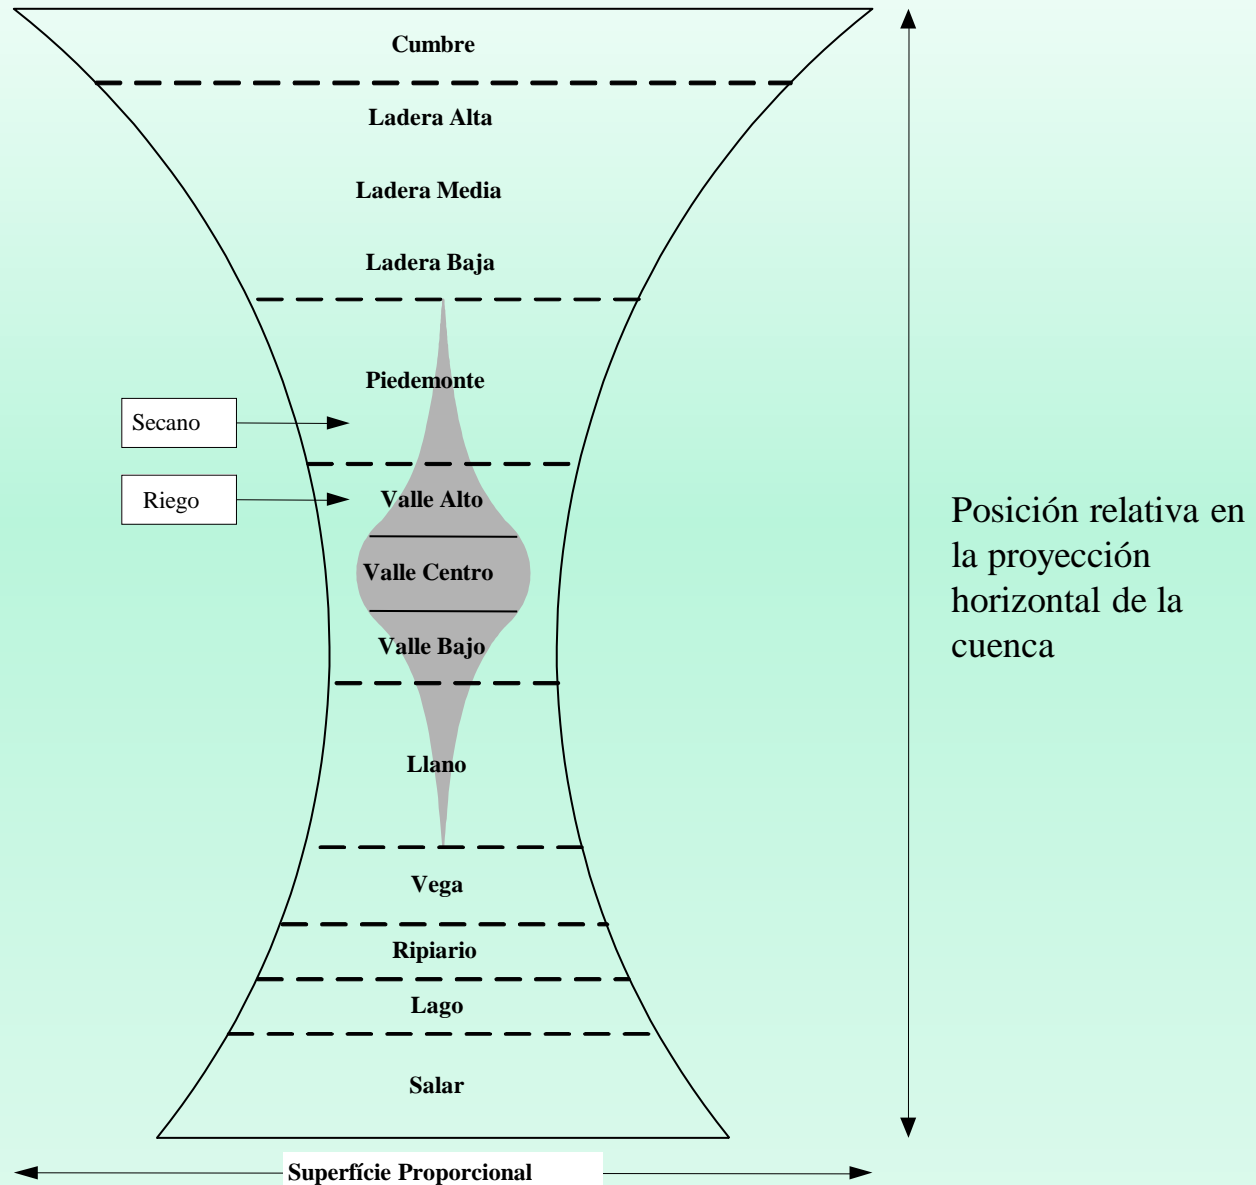 Cumbre
Ladera Alta
Ladera Media
Ladera Baja
Piedemonte
Secano
Riego
Valle Alto
Valle Centro
Valle Bajo
Llano
Vega
Ripiario
Lago
Salar
Superfície Proporcional
Posición relativa en
la proyección
horizontal de la
cuenca